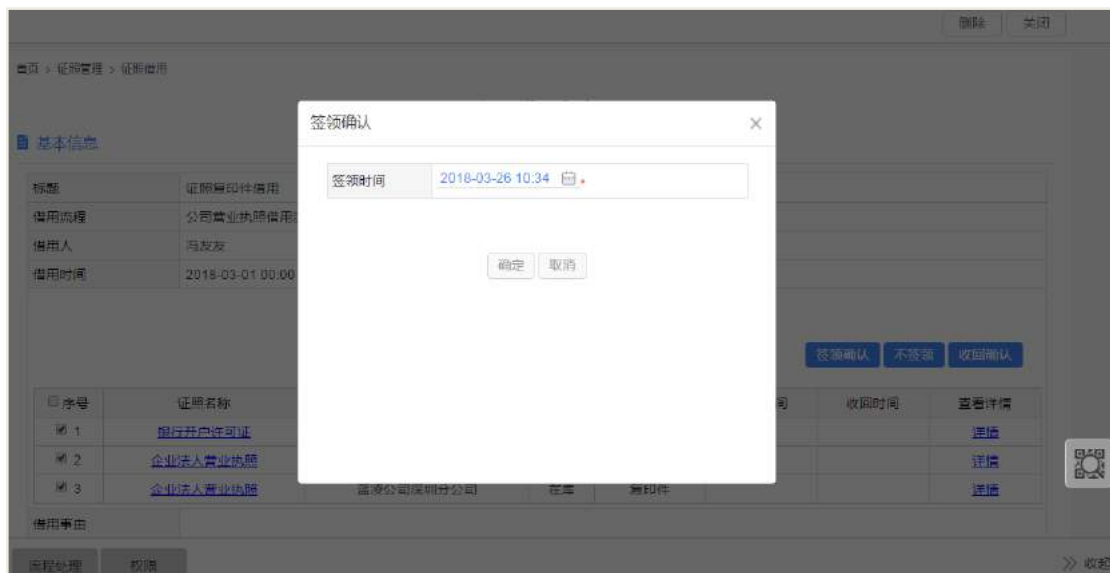 删除 关闭
首页 > 证照管理 > 证照借用
签领确认
基本信息
签领时间 2018-03-26 10:34
标题 证照复印件借用
借用流程 公司营业执照借用
借用人 冯友友
借用时间 2018-03-01 00:00
确定 取消
签领确认 不签领 收回确认
序号 证照名称 收回时间 查看详情
1 银行开户许可证 详情
2 企业法人营业执照 详情
3 企业法人营业执照 蓝凌公司深圳分公司 在库 复印件 详情
借用事由
流程处理 权限 收起